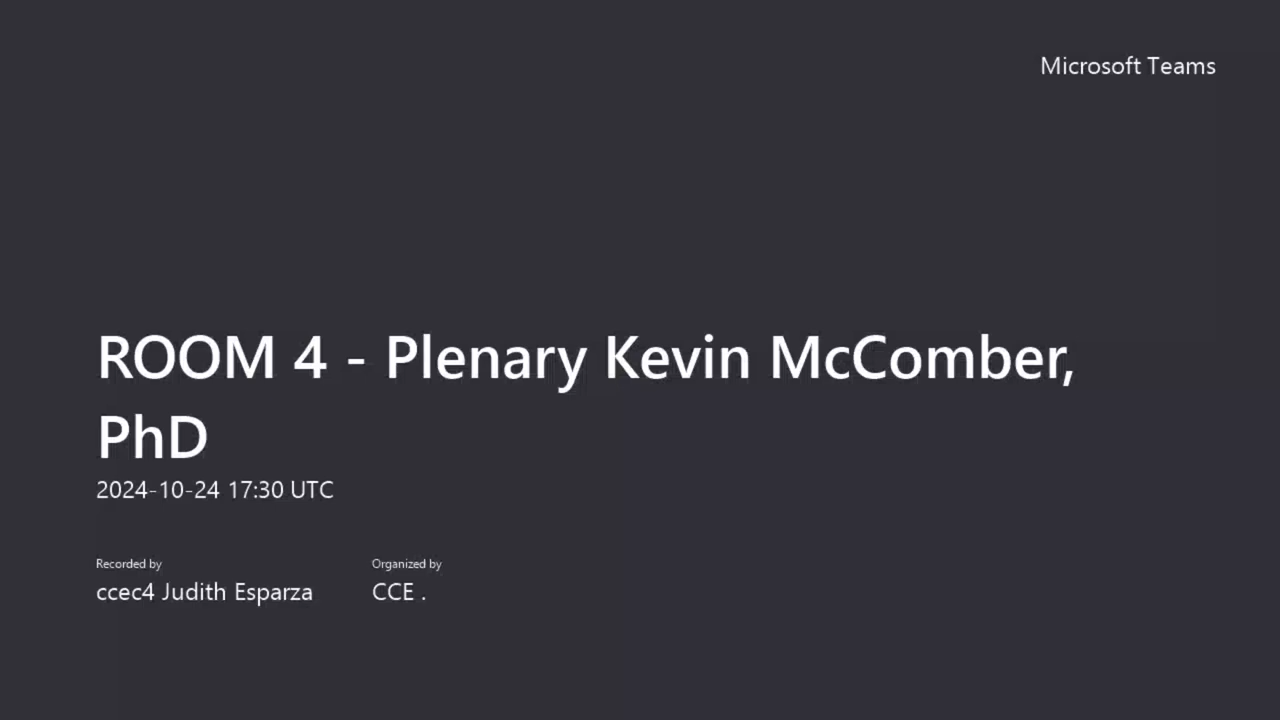 Microsoft Teams
ROOM 4 - Plenary Kevin McComber,
PhD
2024-10-24 17:30 UTC
Recorded by
Organized by
ccec4 Judith Esparza
CCE .